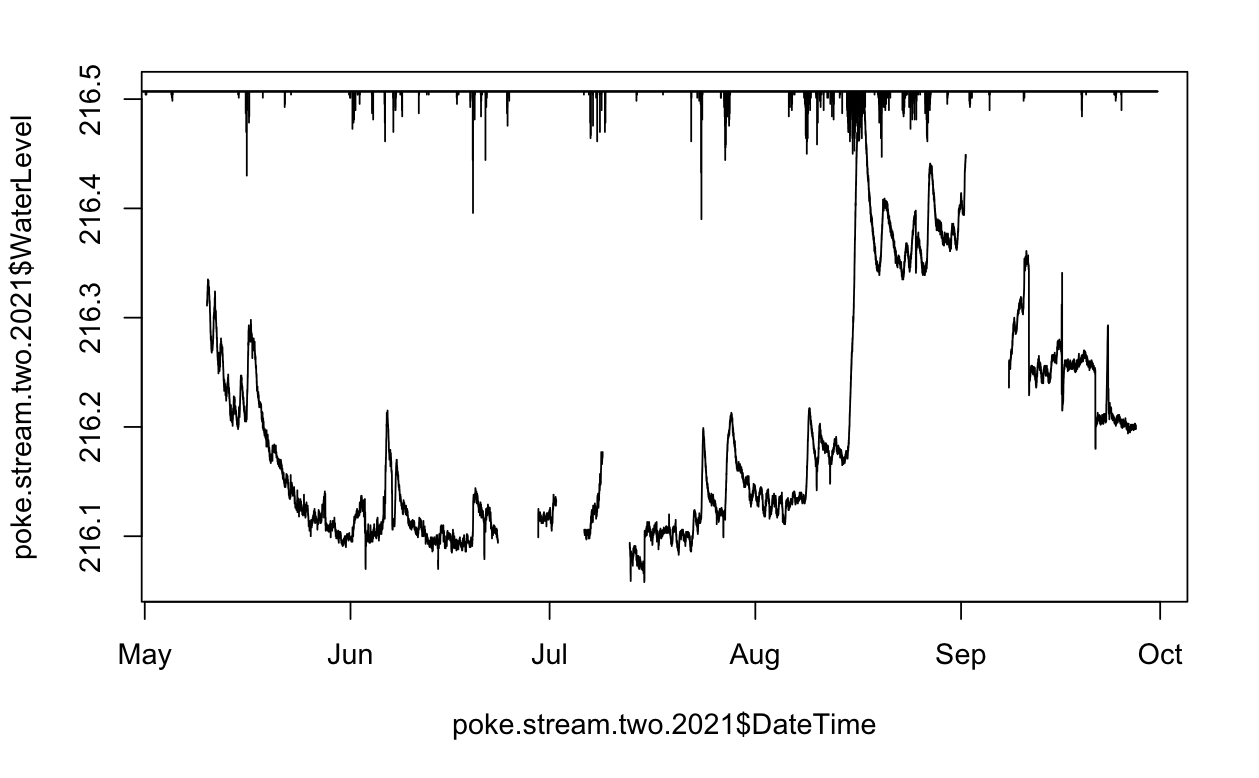 poke.stream.two.2021$WaterLevel
216.5
216.4
216.3
216.2
216.1
May Jun Jul Aug Sep Oct
poke.stream.two.2021$DateTime